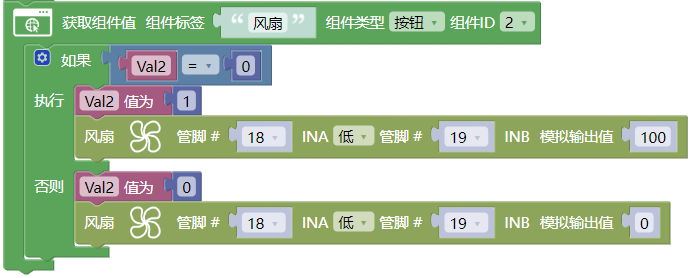 获取组件值 组件标签 “ 风扇 ” 组件类型 按钮 组件ID 2
如果 Val2 = 0
执行 Val2 值为 1
风扇 管脚 # 18 INA 低 管脚 # 19 INB 模拟输出值 100
否则 Val2 值为 0
风扇 管脚 # 18 INA 低 管脚 # 19 INB 模拟输出值 0